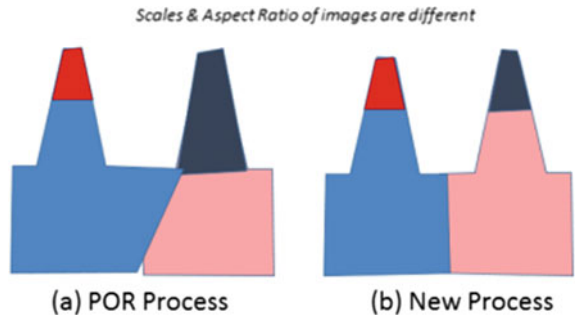 Scales & Aspect Ratio of images are different
(a) POR Process
(b) New Process